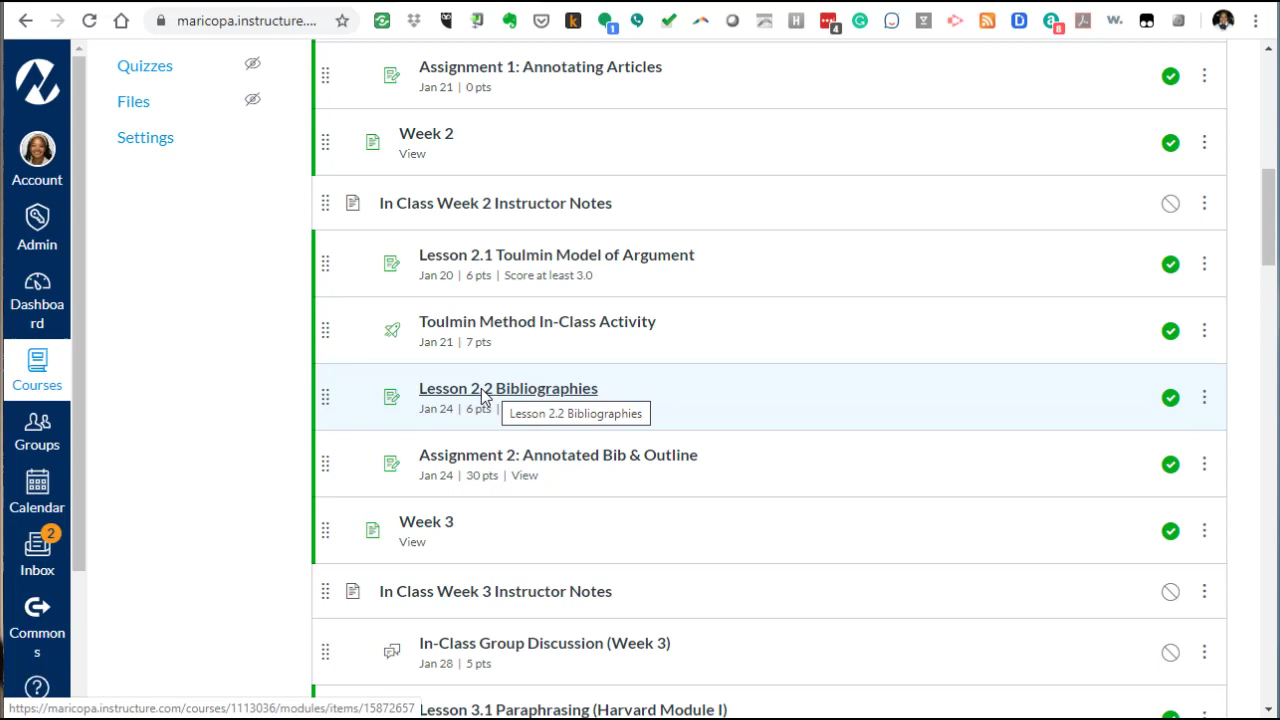 maricopa.instructure....
1
4
8
w.
Quizzes
Files
Settings
Account
Admin
Dashboa
rd
Courses
Groups
Calendar
2
Inbox
Common
s
Assignment 1: Annotating Articles
Jan 21 | 0 pts
Week 2
View
In Class Week 2 Instructor Notes
Lesson 2.1 Toulmin Model of Argument
Jan 20 | 6 pts | Score at least 3.0
Toulmin Method In-Class Activity
Jan 21 | 7 pts
Lesson 2.2 Bibliographies
Jan 24 | 6 pts |
Lesson 2.2 Bibliographies
Assignment 2: Annotated Bib & Outline
Jan 24 | 30 pts | View
Week 3
View
In Class Week 3 Instructor Notes
In-Class Group Discussion (Week 3)
Jan 28 | 5 pts
Lesson 3.1 Paraphrasing (Harvard Module I)
https://maricopa.instructure.com/courses/1113036/modules/items/15872657